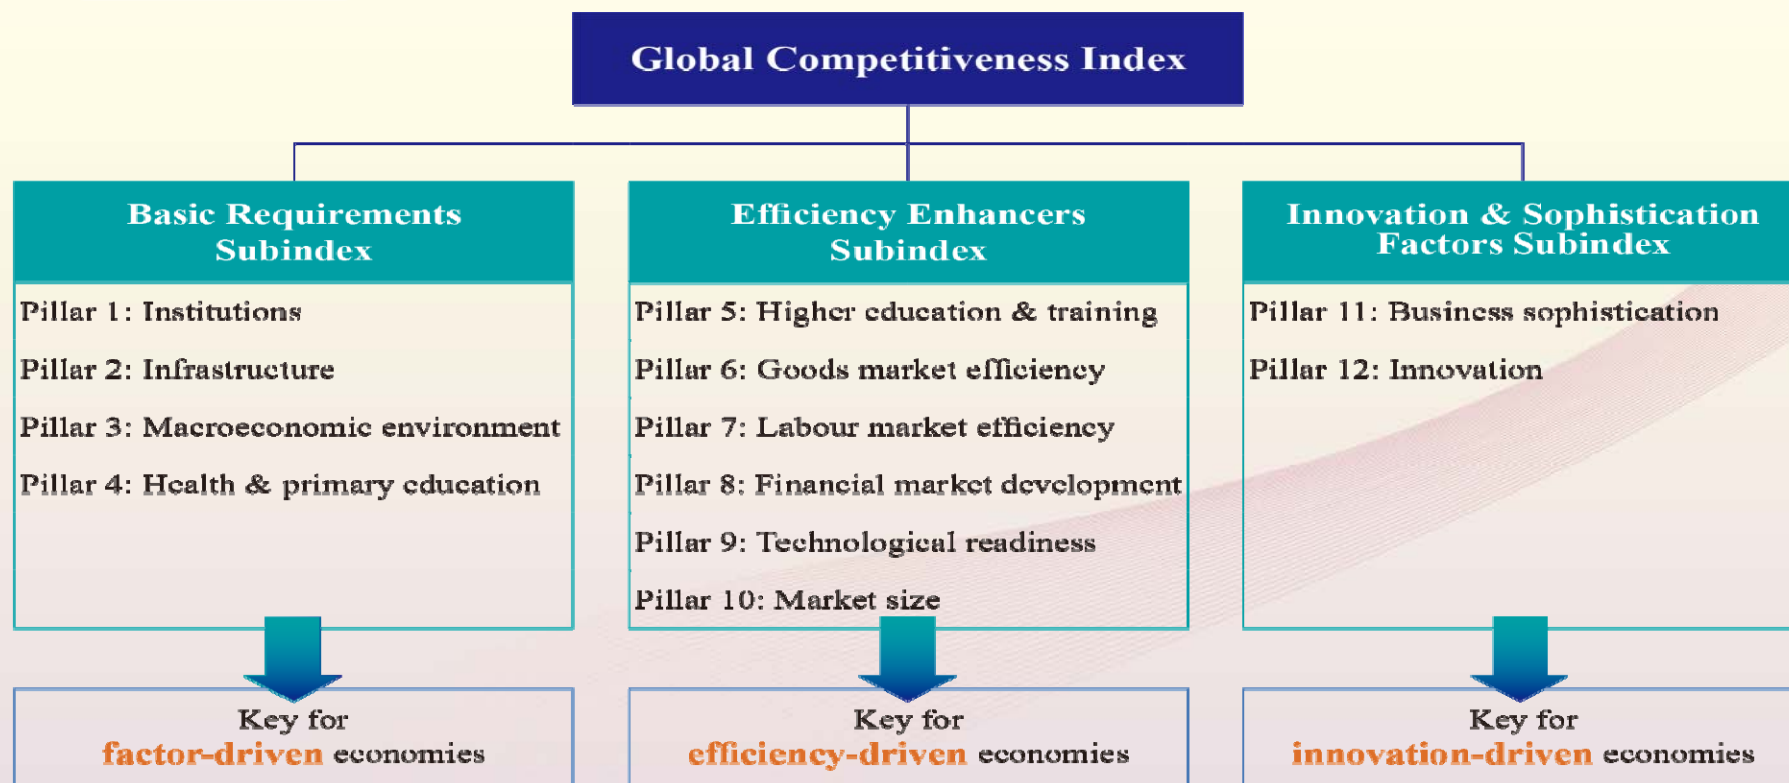 Global Competitiveness Index
Basic Requirements
Subindex
Pillar 1: Institutions
Pillar 2: Infrastructure
Pillar 3: Macroeconomic environment
Pillar 4: Health & primary education
Key for
factor-driven economies
Efficiency Enhancers
Subindex
Pillar 5: Higher education & training
Pillar 6: Goods market efficiency
Pillar 7: Labour market efficiency
Pillar 8: Financial market development
Pillar 9: Technological readiness
Pillar 10: Market size
Key for
efficiency-driven economies
Innovation & Sophistication
Factors Subindex
Pillar 11: Business sophistication
Pillar 12: Innovation
Key for
innovation-driven economies